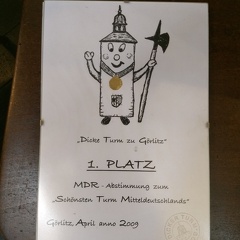 „Dicke Turm zu Görlitz"
1. PLATZ
MDR - Abstimmung zum
„Schönsten Turm Mitteldeutschlands"
Görlitz, April anno 2009